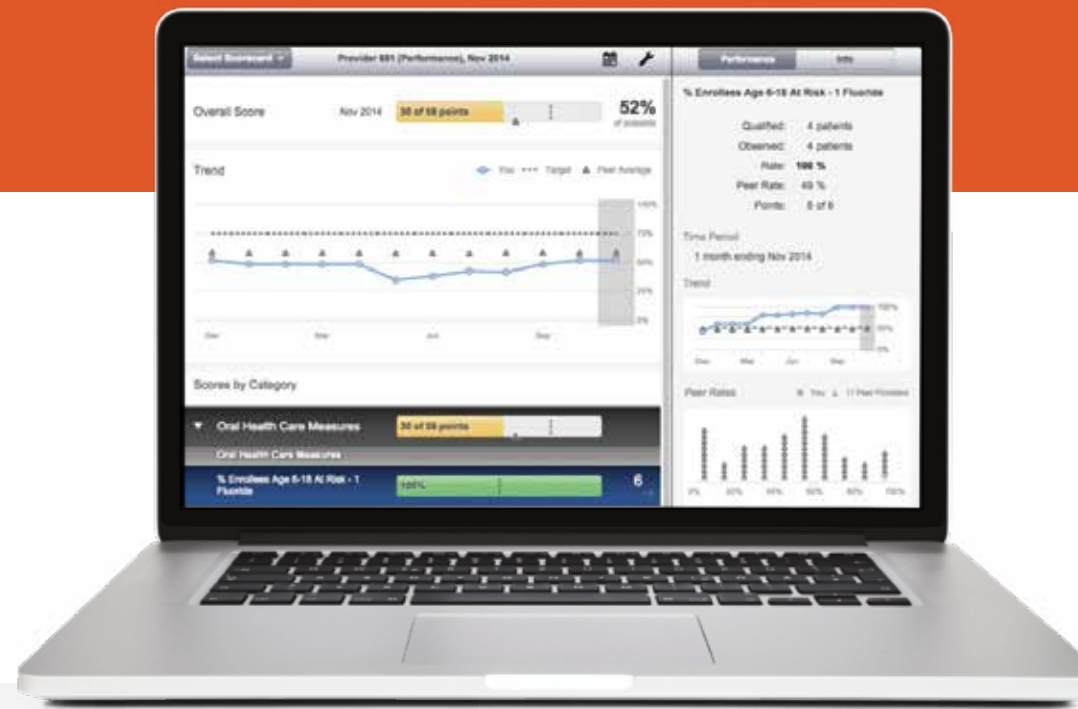 Select Scorecard
Provider 881 (Performance), Nov 2014
Overall Score
Nov 2014
30 of 58 points
52%
of possible
Trend
You
Target
Peer Average
100%
75%
50%
25%
0%
Dec
Mar
Jun
Sep
Scores by Category
Oral Health Care Measures
30 of 58 points
Oral Health Care Measures
% Enrollees Age 6-18 At Risk - 1
Fluoride
100%
6
Performance
Info
% Enrollees Age 6-18 At Risk - 1 Fluoride
Qualified: 4 patients
Observed: 4 patients
Rate: 100 %
Peer Rate: 49 %
Points: 6 of 6
Time Period
1 month ending Nov 2014
Trend
100%
50%
0%
Dec
Mar
Jun
Sep
Peer Rates
You
Peer Providers
0%
20%
40%
60%
80%
100%